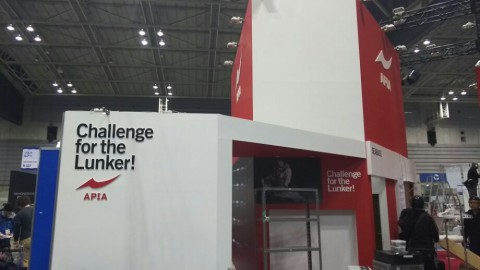 Challenge
for the
Lunker!
APIA
APIA
Challenge
for the
Lunker!